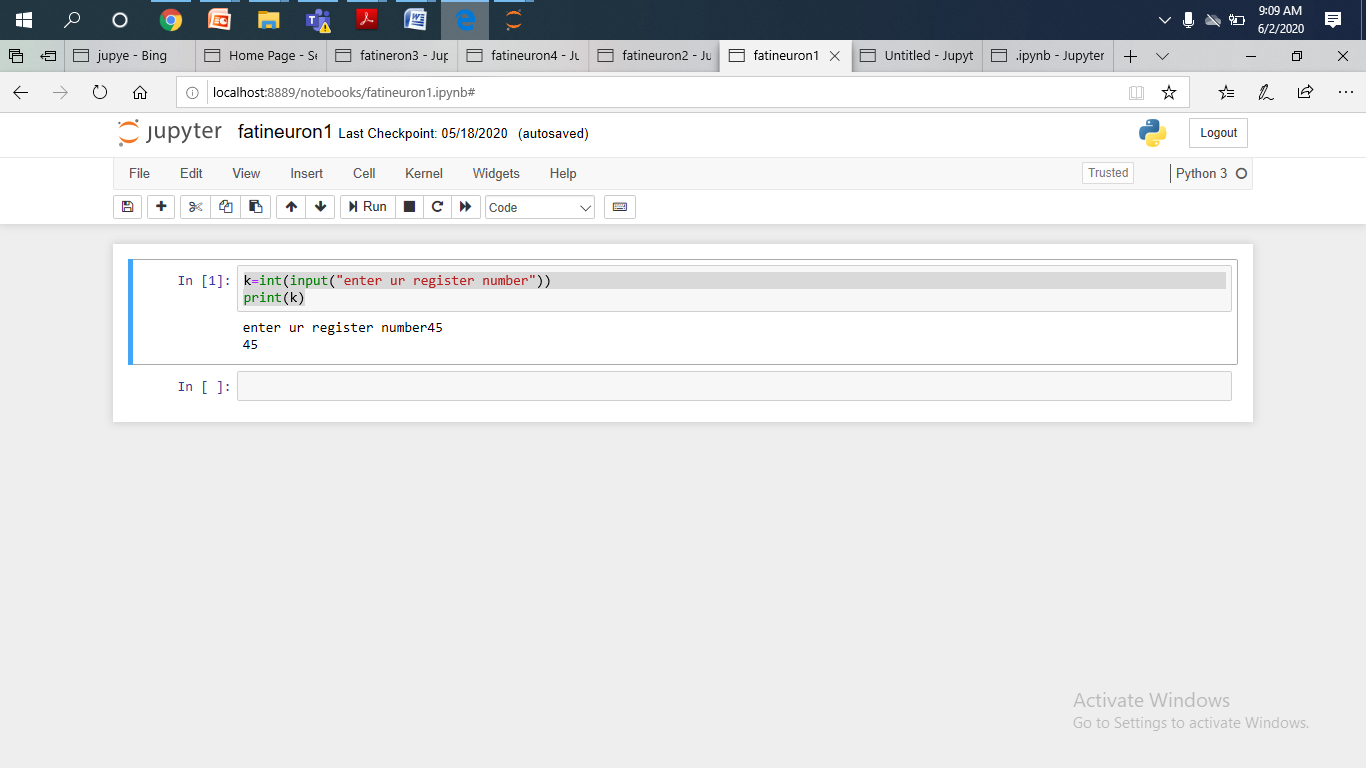 9:09 AM
6/2/2020
jupye - Bing
Home Page - Se
fatineron3 - Jup
fatineuron4 - Ju
fatineuron2 - Ju
fatineuron1
Untitled - Jupyt
.ipynb - Jupyter
localhost:8889/notebooks/fatineuron1.ipynb#
jupyter fatineuron1 Last Checkpoint: 05/18/2020 (autosaved)
Logout
File Edit View Insert Cell Kernel Widgets Help
Trusted
Python 3
Run
Code
In [1]: k=int(input("enter ur register number"))
print(k)
enter ur register number45
45
In [ ]:
Activate Windows
Go to Settings to activate Windows.